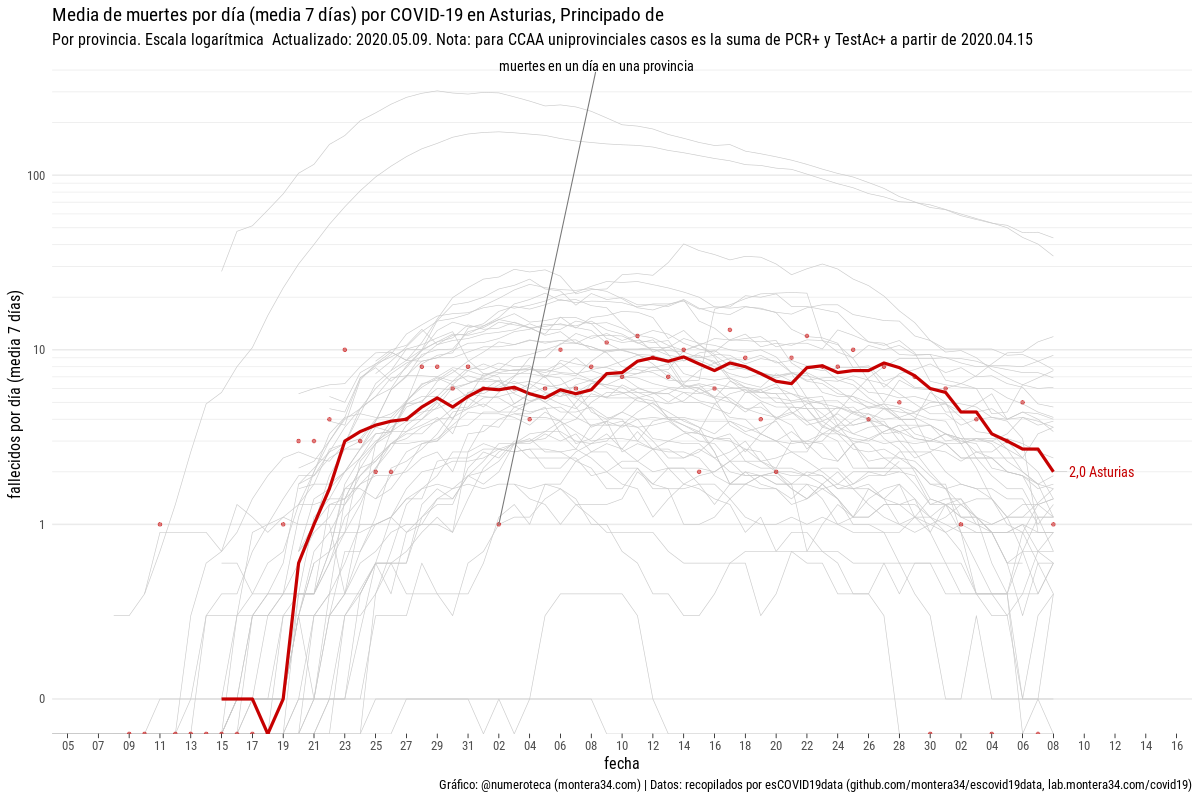 Media de muertes por día (media 7 días) por COVID-19 en Asturias, Principado de
Por provincia. Escala logarítmica  Actualizado: 2020.05.09. Nota: para CCAA uniprovinciales casos es la suma de PCR+ y TestAc+ a partir de 2020.04.15
muertes en un día en una provincia
fallecidos por día (media  7 días)
100
10
1
0
2,0 Asturias
05 07 09 11 13 15 17 19 21 23 25 27 29 31 02 04 06 08 10 12 14 16 18 20 22 24 26 28 30 02 04 06 08 10 12 14 16
fecha
Gráfico: @numeroteca (montera34.com) | Datos: recopilados por esCOVID19data (github.com/montera34/escovid19data, lab.montera34.com/covid19)